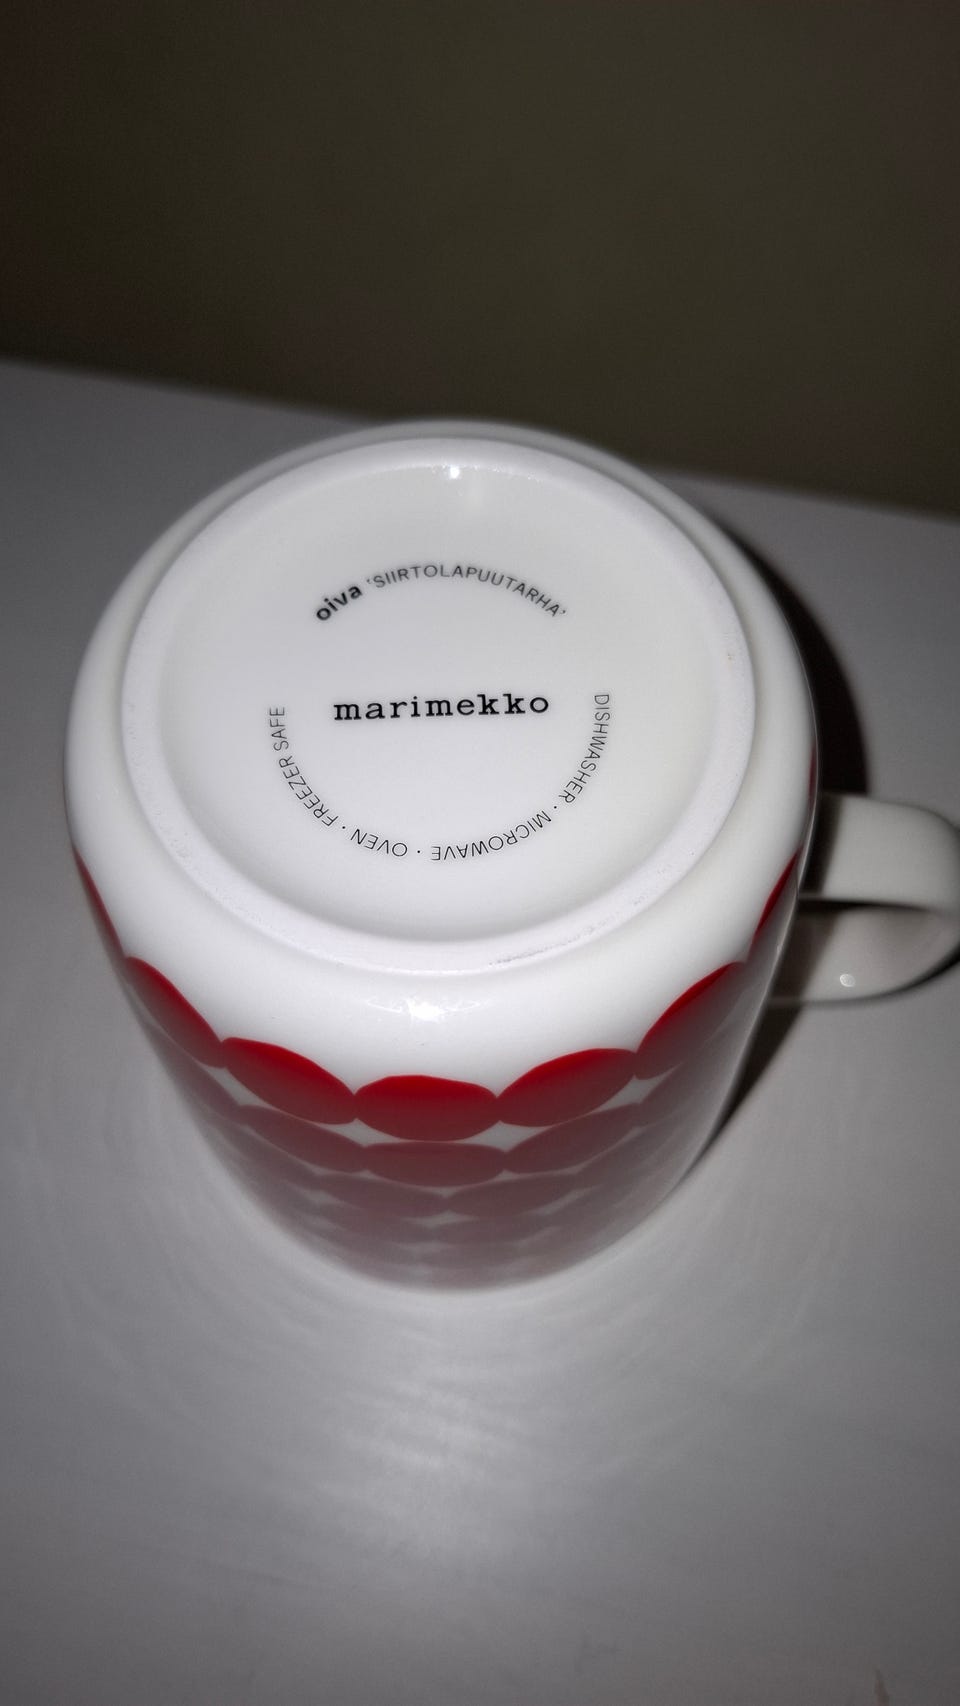 oiva 'SIIRTOLAPUUTARHA'
marimekko
DISHWASHER · MICROWAVE · OVEN · FREEZER SAFE